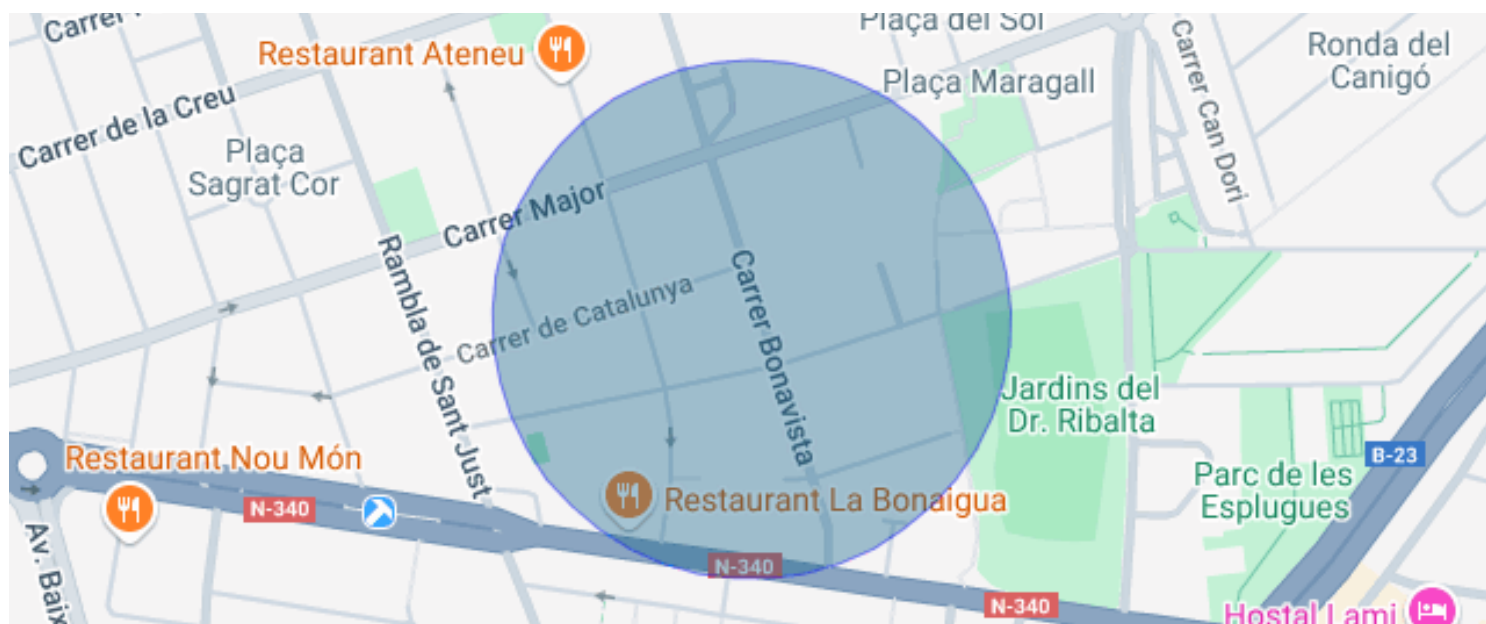 Carrer
Plaça del Sol
Restaurant Ateneu
Plaça Maragall
Ronda del
Canigó
Carrer de la Creu
Carrer Can Dori
Plaça
Sagrat Cor
Carrer Major
Rambla de Sant Just
Carrer de Catalunya
Carrer Bonavista
Jardins del
Dr. Ribalta
Restaurant Nou Món
B-23
Parc de les
Esplugues
Restaurant La Bonaigua
N-340
Av. Baix
N-340
N-340
Hostal Lami